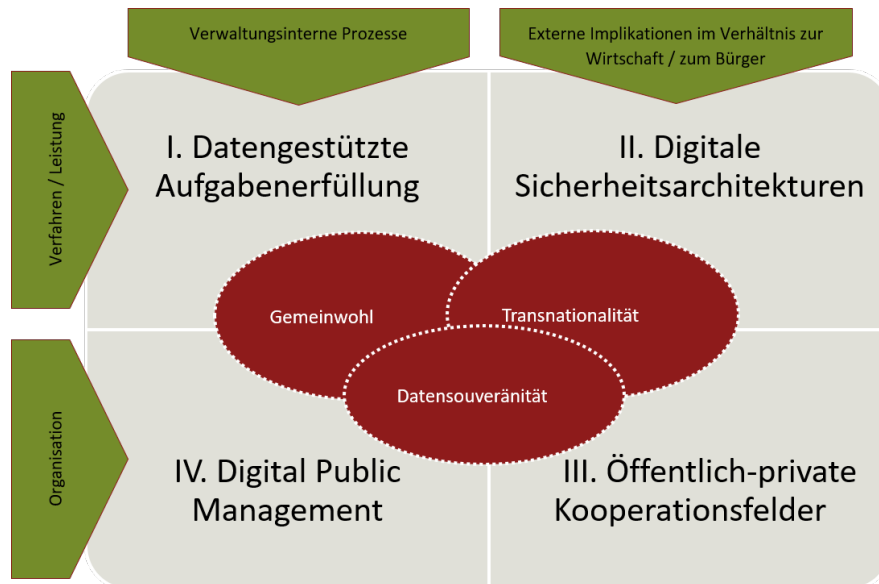 Verwaltungsinterne Prozesse
Externe Implikationen im Verhältnis zur
Wirtschaft / zum Bürger
Verfahren / Leistung
I. Datengestützte
Aufgabenerfüllung
II. Digitale
Sicherheitsarchitekturen
Gemeinwohl
Transnationalität
Datensouveränität
Organisation
IV. Digital Public
Management
III. Öffentlich-private
Kooperationsfelder